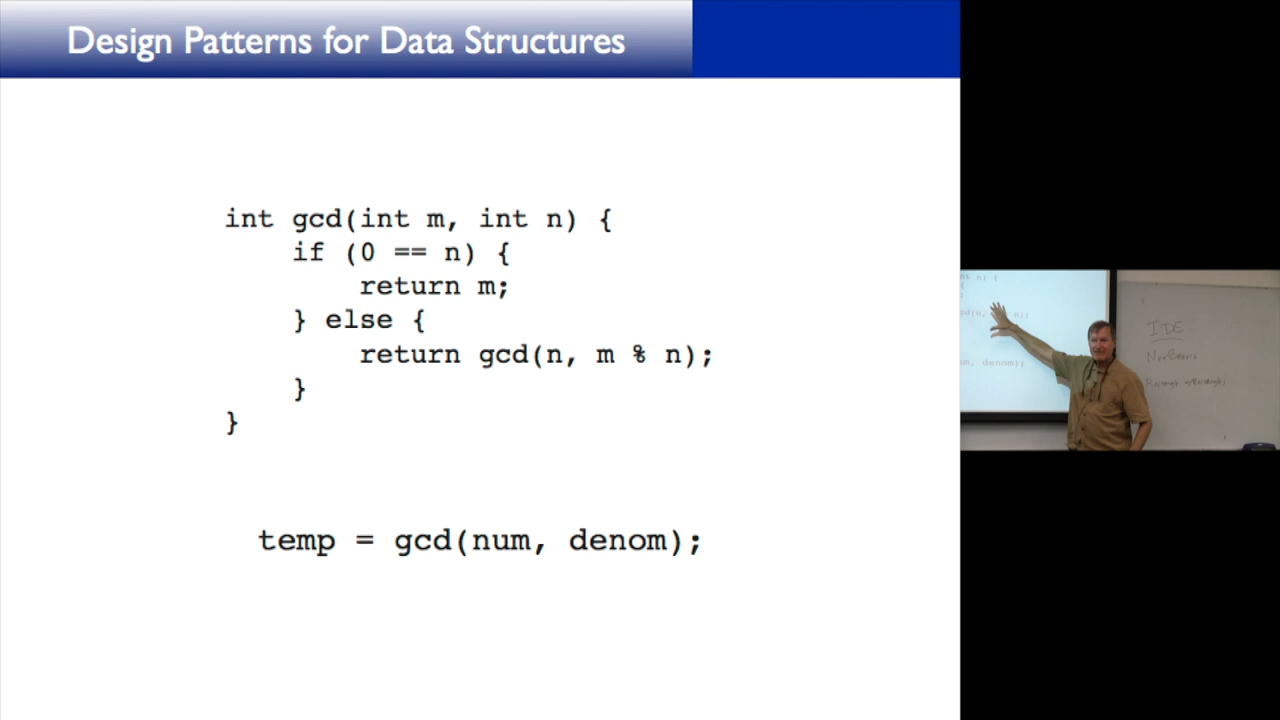 Design Patterns for Data Structures
int gcd(int m, int n) {
    if (0 == n) {
        return m;
    } else {
        return gcd(n, m % n);
    }
}
temp = gcd(num, denom);
IDE